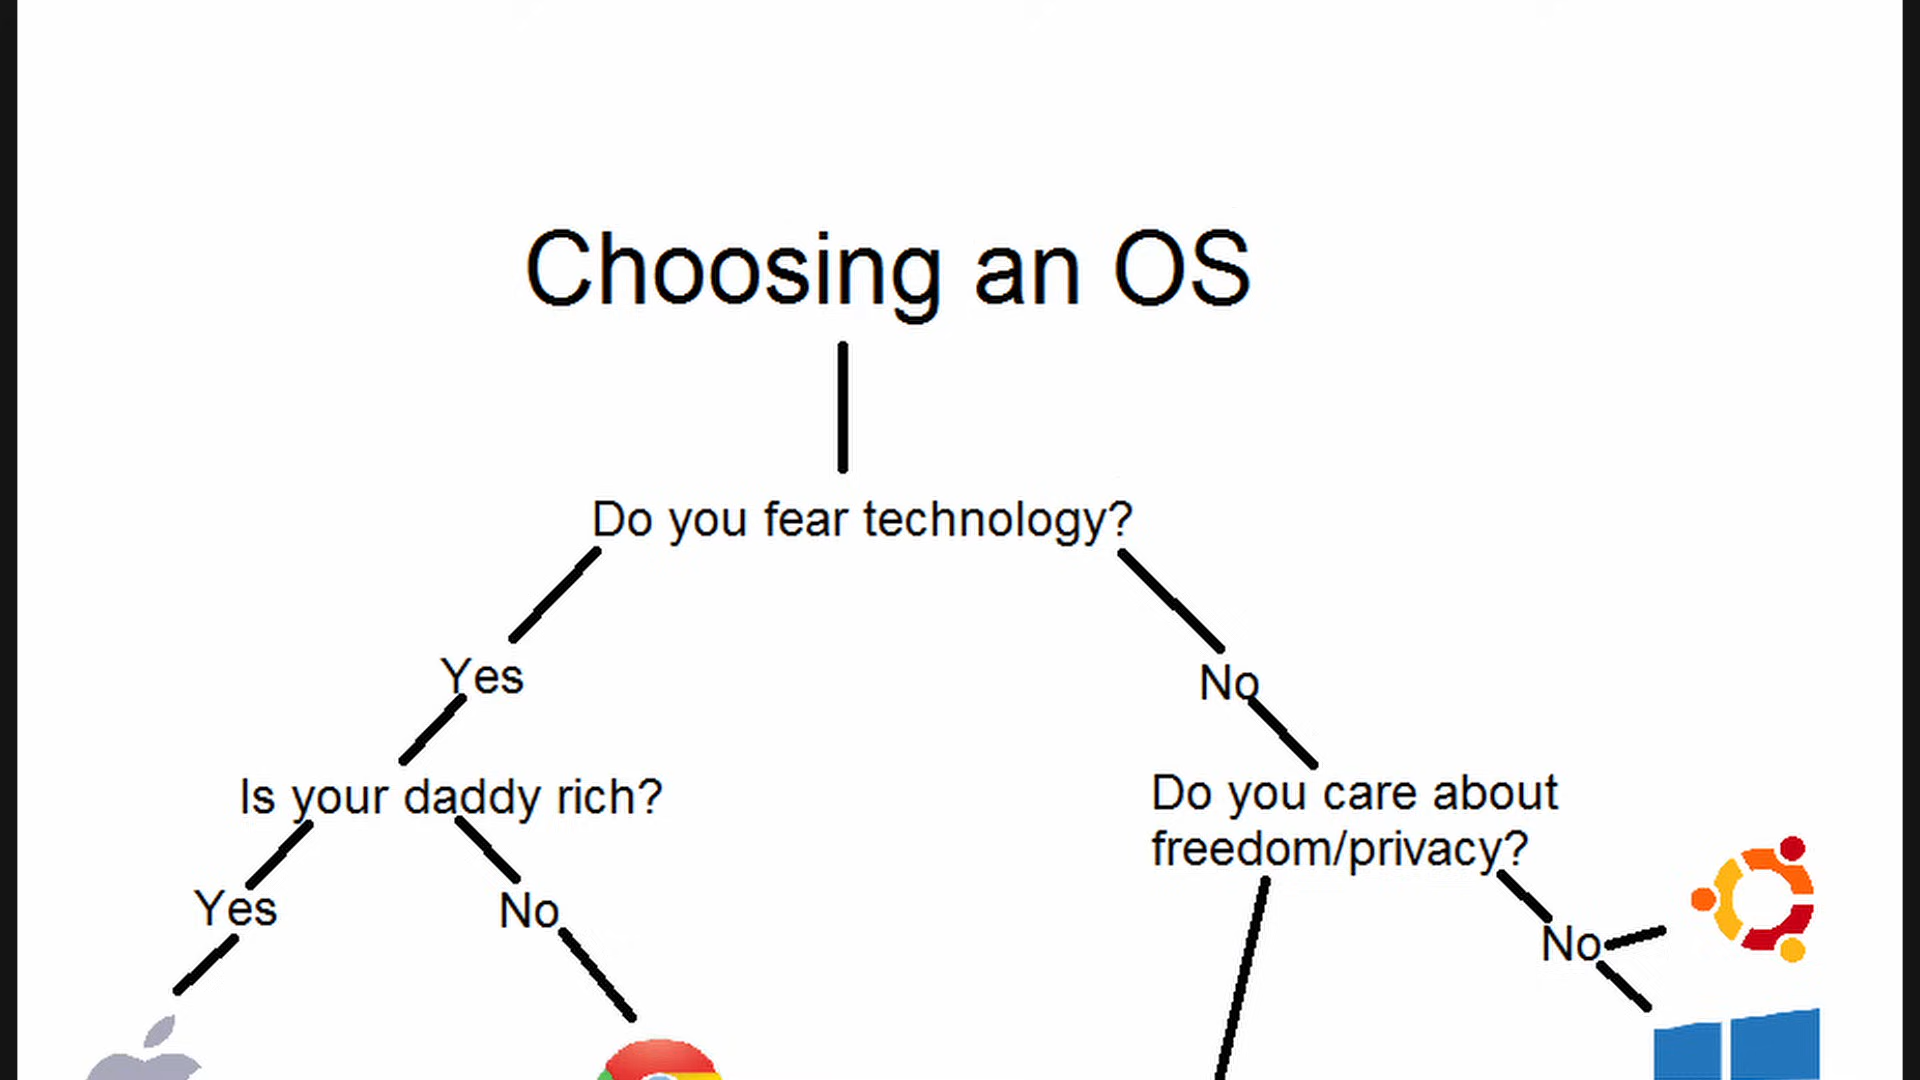 Choosing an OS
Do you fear technology?
Yes
No
Is your daddy rich?
Do you care about
freedom/privacy?
Yes
No
No